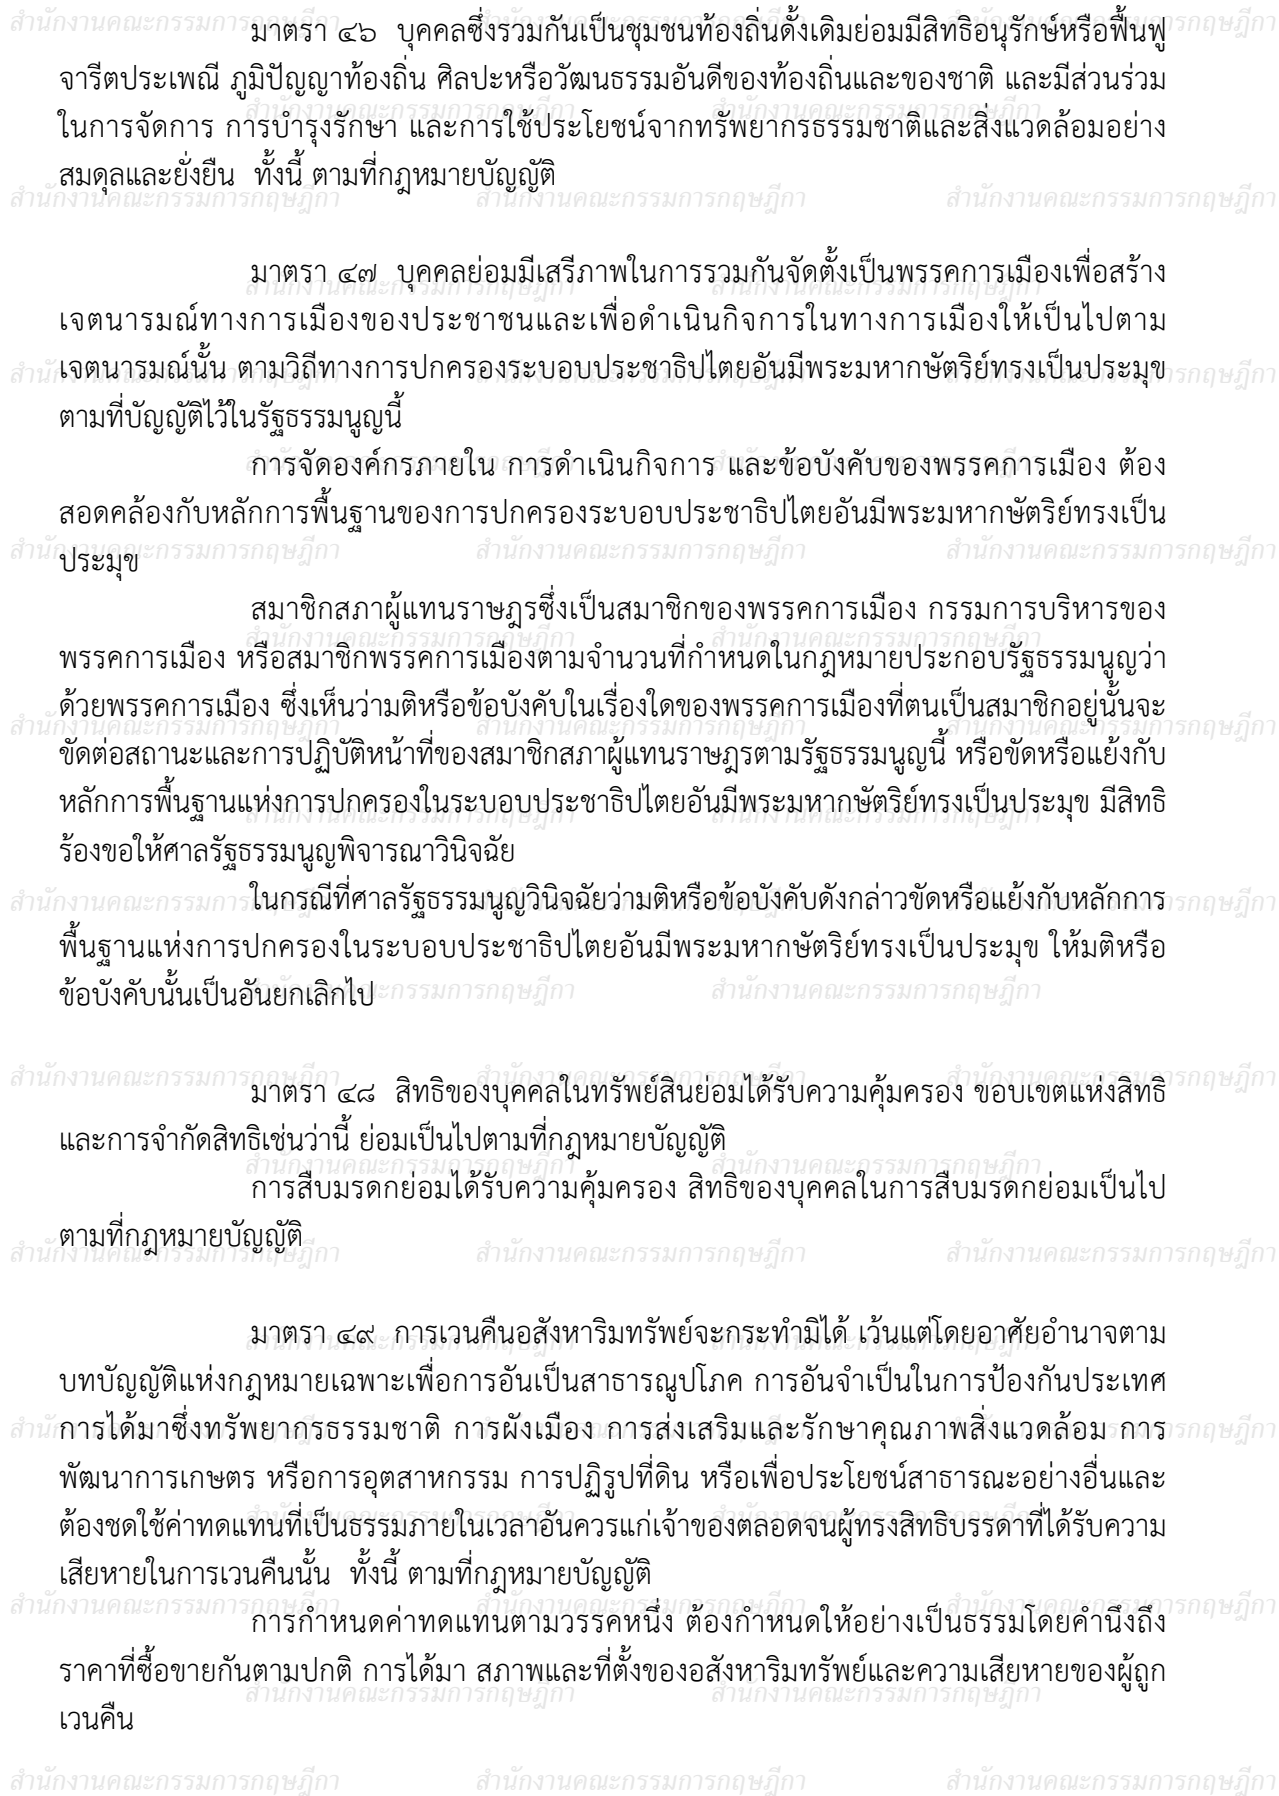 มาตรา ๔๖  บุคคลซึ่งรวมกันเป็นชุมชนท้องถิ่นดั้งเดิมย่อมมีสิทธิอนุรักษ์หรือฟื้นฟู
จารีตประเพณี ภูมิปัญญาท้องถิ่น ศิลปะหรือวัฒนธรรมอันดีของท้องถิ่นและของชาติ และมีส่วนร่วม
ในการจัดการ การบำรุงรักษา และการใช้ประโยชน์จากทรัพยากรธรรมชาติและสิ่งแวดล้อมอย่าง
สมดุลและยั่งยืน  ทั้งนี้ ตามที่กฎหมายบัญญัติ
มาตรา ๔๗  บุคคลย่อมมีเสรีภาพในการรวมกันจัดตั้งเป็นพรรคการเมืองเพื่อสร้าง
เจตนารมณ์ทางการเมืองของประชาชนและเพื่อดำเนินกิจการในทางการเมืองให้เป็นไปตาม
เจตนารมณ์นั้น ตามวิถีทางการปกครองระบอบประชาธิปไตยอันมีพระมหากษัตริย์ทรงเป็นประมุข
ตามที่บัญญัติไว้ในรัฐธรรมนูญนี้
การจัดองค์กรภายใน การดำเนินกิจการ และข้อบังคับของพรรคการเมือง ต้อง
สอดคล้องกับหลักการพื้นฐานของการปกครองระบอบประชาธิปไตยอันมีพระมหากษัตริย์ทรงเป็น
ประมุข
สมาชิกสภาผู้แทนราษฎรซึ่งเป็นสมาชิกของพรรคการเมือง กรรมการบริหารของ
พรรคการเมือง หรือสมาชิกพรรคการเมืองตามจำนวนที่กำหนดในกฎหมายประกอบรัฐธรรมนูญว่า
ด้วยพรรคการเมือง ซึ่งเห็นว่ามติหรือข้อบังคับในเรื่องใดของพรรคการเมืองที่ตนเป็นสมาชิกอยู่นั้นจะ
ขัดต่อสถานะและการปฏิบัติหน้าที่ของสมาชิกสภาผู้แทนราษฎรตามรัฐธรรมนูญนี้ หรือขัดหรือแย้งกับ
หลักการพื้นฐานแห่งการปกครองในระบอบประชาธิปไตยอันมีพระมหากษัตริย์ทรงเป็นประมุข มีสิทธิ
ร้องขอให้ศาลรัฐธรรมนูญพิจารณาวินิจฉัย
ในกรณีที่ศาลรัฐธรรมนูญวินิจฉัยว่ามติหรือข้อบังคับดังกล่าวขัดหรือแย้งกับหลักการ
พื้นฐานแห่งการปกครองในระบอบประชาธิปไตยอันมีพระมหากษัตริย์ทรงเป็นประมุข ให้มติหรือ
ข้อบังคับนั้นเป็นอันยกเลิกไป
มาตรา ๔๘  สิทธิของบุคคลในทรัพย์สินย่อมได้รับความคุ้มครอง ขอบเขตแห่งสิทธิ
และการจำกัดสิทธิเช่นว่านี้ ย่อมเป็นไปตามที่กฎหมายบัญญัติ
การสืบมรดกย่อมได้รับความคุ้มครอง สิทธิของบุคคลในการสืบมรดกย่อมเป็นไป
ตามที่กฎหมายบัญญัติ
มาตรา ๔๙  การเวนคืนอสังหาริมทรัพย์จะกระทำมิได้ เว้นแต่โดยอาศัยอำนาจตาม
บทบัญญัติแห่งกฎหมายเฉพาะเพื่อการอันเป็นสาธารณูปโภค การอันจำเป็นในการป้องกันประเทศ
การได้มาซึ่งทรัพยากรธรรมชาติ การผังเมือง การส่งเสริมและรักษาคุณภาพสิ่งแวดล้อม การ
พัฒนาการเกษตร หรือการอุตสาหกรรม การปฏิรูปที่ดิน หรือเพื่อประโยชน์สาธารณะอย่างอื่นและ
ต้องชดใช้ค่าทดแทนที่เป็นธรรมภายในเวลาอันควรแก่เจ้าของตลอดจนผู้ทรงสิทธิบรรดาที่ได้รับความ
เสียหายในการเวนคืนนั้น  ทั้งนี้ ตามที่กฎหมายบัญญัติ
การกำหนดค่าทดแทนตามวรรคหนึ่ง ต้องกำหนดให้อย่างเป็นธรรมโดยคำนึงถึง
ราคาที่ซื้อขายกันตามปกติ การได้มา สภาพและที่ตั้งของอสังหาริมทรัพย์และความเสียหายของผู้ถูก
เวนคืน
สำนักงานคณะกรรมการกฤษฎีกา สำนักงานคณะกรรมการกฤษฎีกา สำนักงานคณะกรรมการกฤษฎีกา